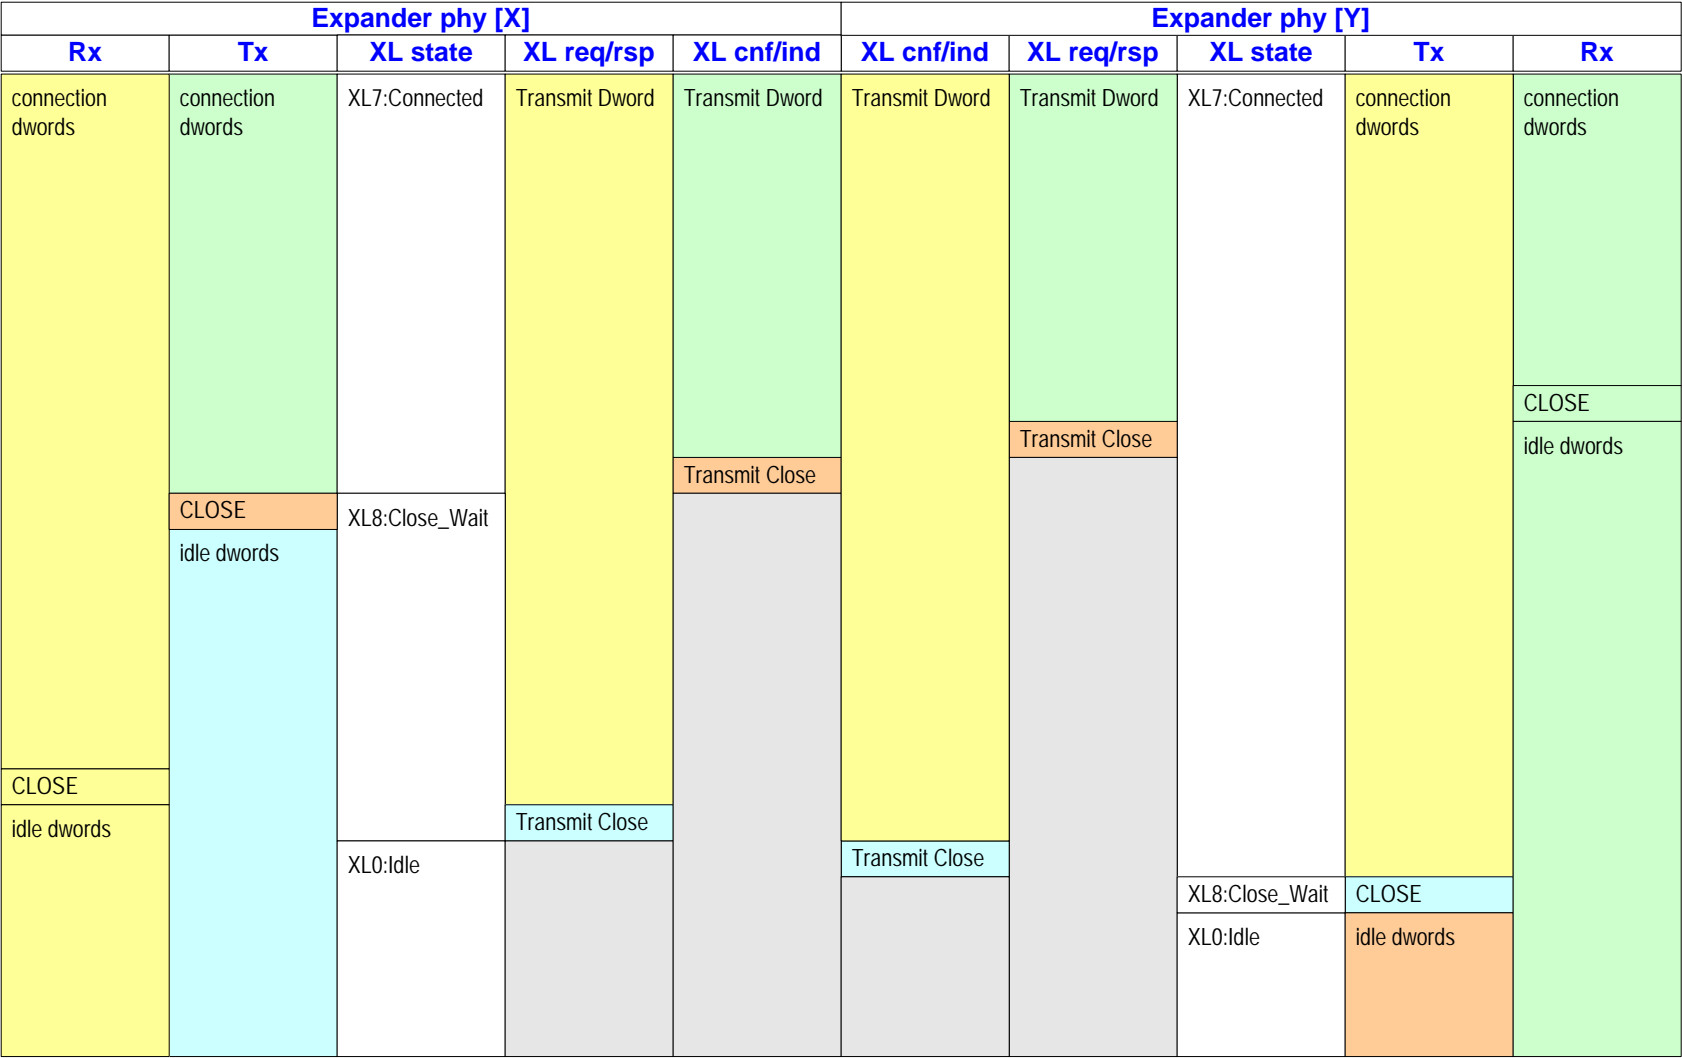 Expander phy [X] Expander phy [Y]
Rx Tx XL state XL req/rsp XL cnf/ind XL cnf/ind XL req/rsp XL state Tx Rx
connection connection XL7:Connected Transmit Dword Transmit Dword Transmit Dword Transmit Dword XL7:Connected connection connection
dwords dwords dwords dwords
CLOSE
Transmit Close idle dwords
Transmit Close
CLOSE XL8:Close_Wait
idle dwords
CLOSE
idle dwords Transmit Close
XL0:Idle Transmit Close
XL8:Close_Wait CLOSE
XL0:Idle idle dwords